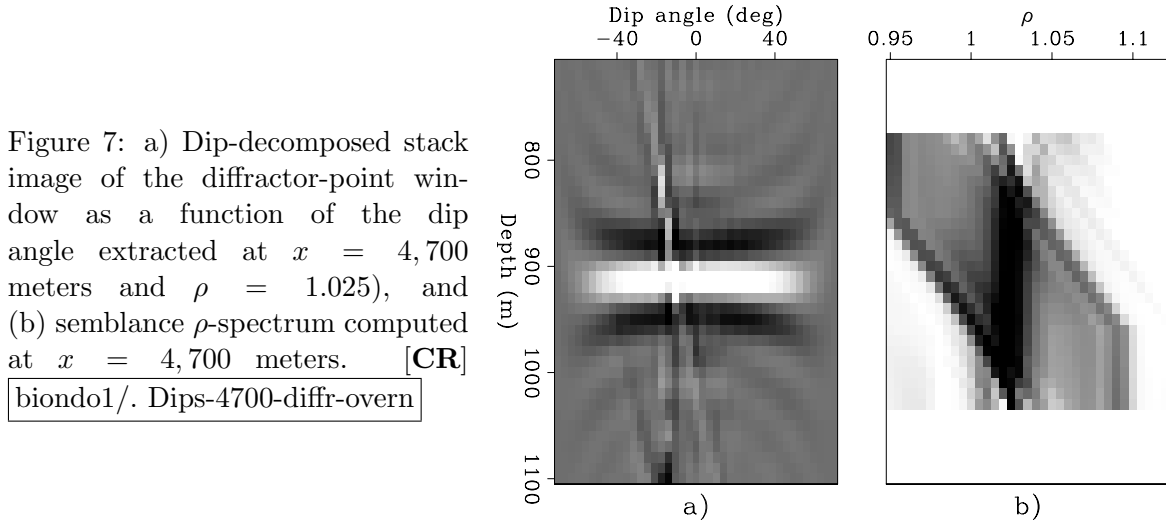 Figure 7: a) Dip-decomposed stack
image of the diffractor-point win-
dow as a function of the dip
angle extracted at x = 4,700
meters and ρ = 1.025), and
(b) semblance ρ-spectrum computed
at x = 4,700 meters. [CR]
biondo1/. Dips-4700-diffr-overn
Dip angle (deg)
−40 0 40
800
900
1000
1100
Depth (m)
a)
ρ
0.95 1 1.05 1.1
b)